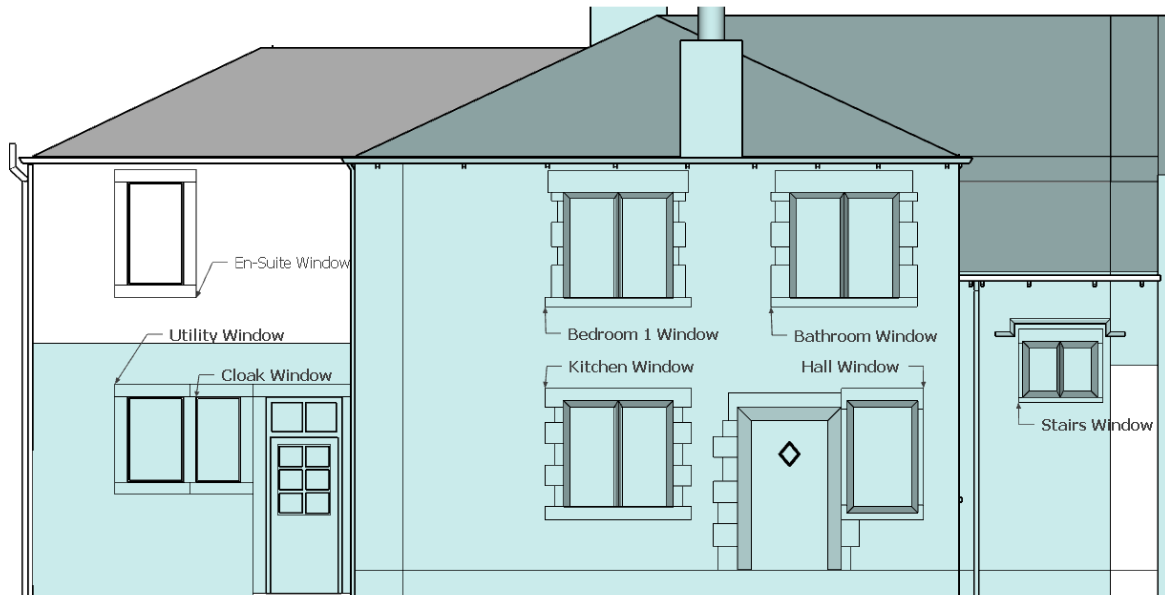 En-Suite Window
Utility Window
Bedroom 1 Window
Bathroom Window
Cloak Window
Kitchen Window
Hall Window
Stairs Window